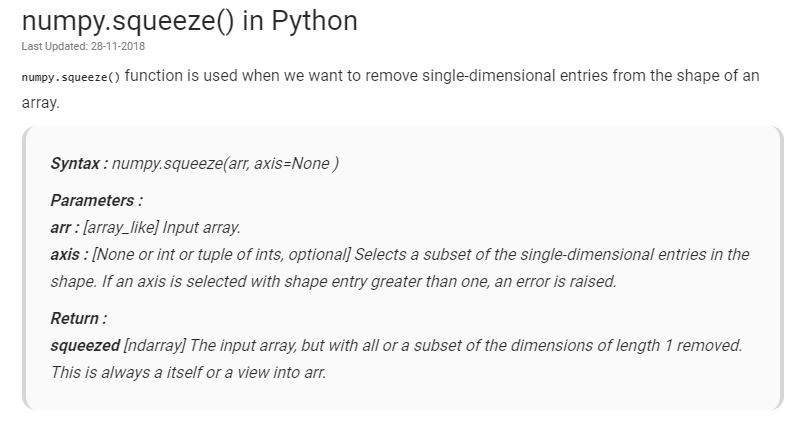 numpy.squeeze() in Python
Last Updated: 28-11-2018
numpy.squeeze() function is used when we want to remove single-dimensional entries from the shape of an
array.
Syntax : numpy.squeeze(arr, axis=None )
Parameters :
arr : [array_like] Input array.
axis : [None or int or tuple of ints, optional] Selects a subset of the single-dimensional entries in the
shape. If an axis is selected with shape entry greater than one, an error is raised.
Return :
squeezed [ndarray] The input array, but with all or a subset of the dimensions of length 1 removed.
This is always a itself or a view into arr.